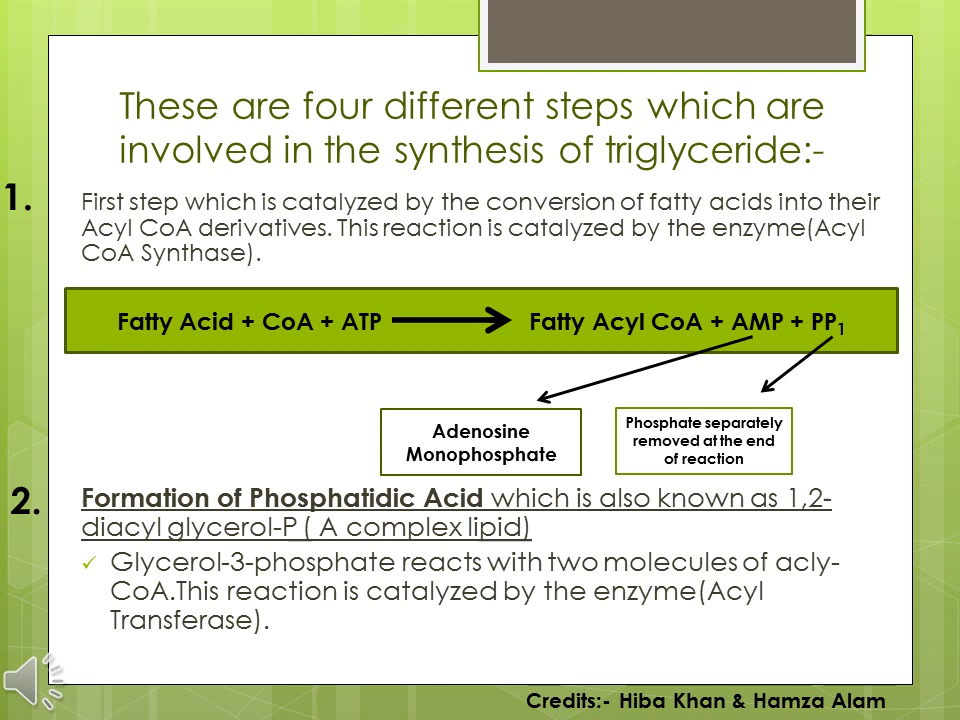 These are four different steps which are
involved in the synthesis of triglyceride:-
1.
First step which is catalyzed by the conversion of fatty acids into their
Acyl CoA derivatives. This reaction is catalyzed by the enzyme(Acyl
CoA Synthase).
Fatty Acid + CoA + ATP → Fatty Acyl CoA + AMP + PP1
Adenosine
Monophosphate
Phosphate separately
removed at the end
of reaction
2.
Formation of Phosphatidic Acid which is also known as 1,2-
diacyl glycerol-P ( A complex lipid)
✓ Glycerol-3-phosphate reacts with two molecules of acly-
CoA.This reaction is catalyzed by the enzyme(Acyl
Transferase).
Credits:- Hiba Khan & Hamza Alam